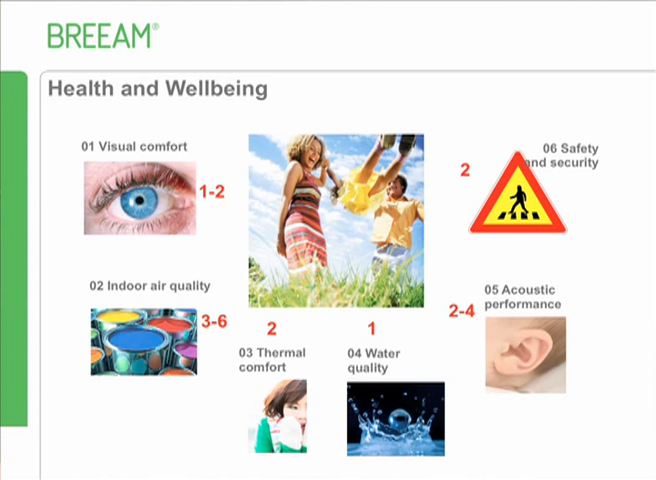 BREEAM®
Health and Wellbeing
01 Visual comfort
1-2
02 Indoor air quality
3-6
2
03 Thermal
comfort
1
04 Water
quality
2-4
05 Acoustic
performance
2
06 Safety
and security